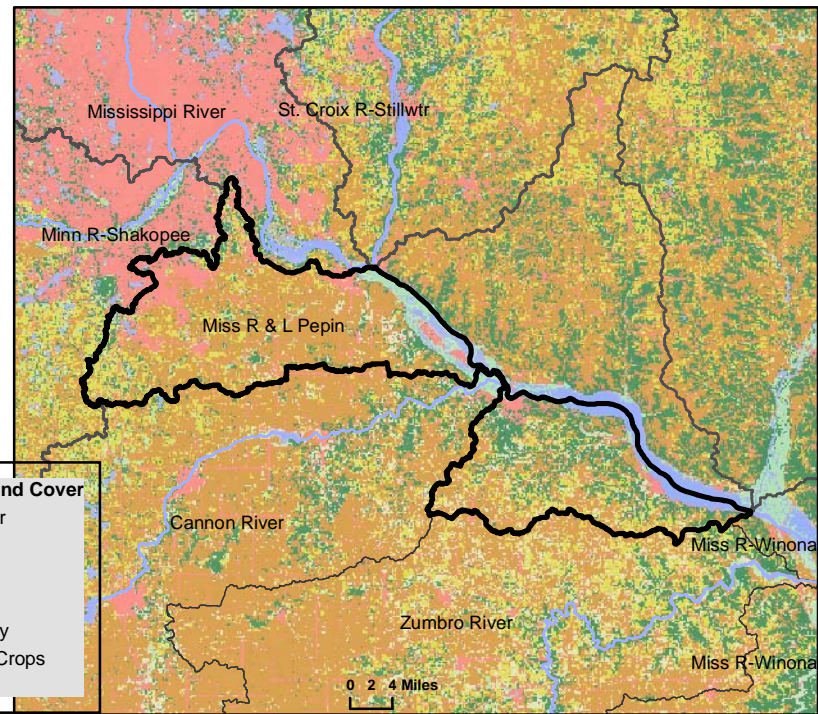 Mississippi River
St. Croix R-Stillwtr
Minn R-Shakopee
Miss R & L Pepin
Cannon River
Miss R-Winona
Zumbro River
Miss R-Winona
0 2 4 Miles
nd Cover
r
y
Crops